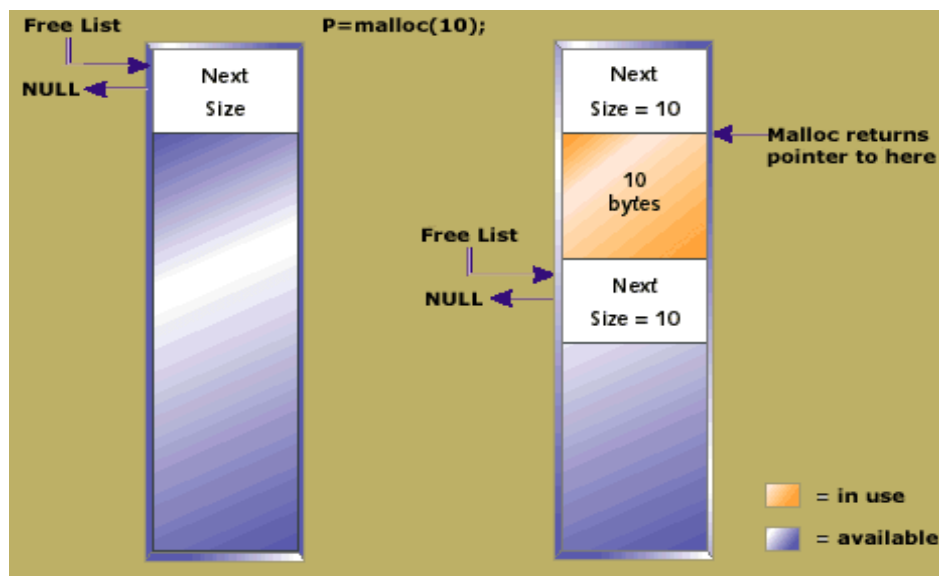 Free List
NULL
Next
Size
P=malloc(10);
Next
Size = 10
Malloc returns
pointer to here
10
bytes
Free List
NULL
Next
Size = 10
= in use
= available